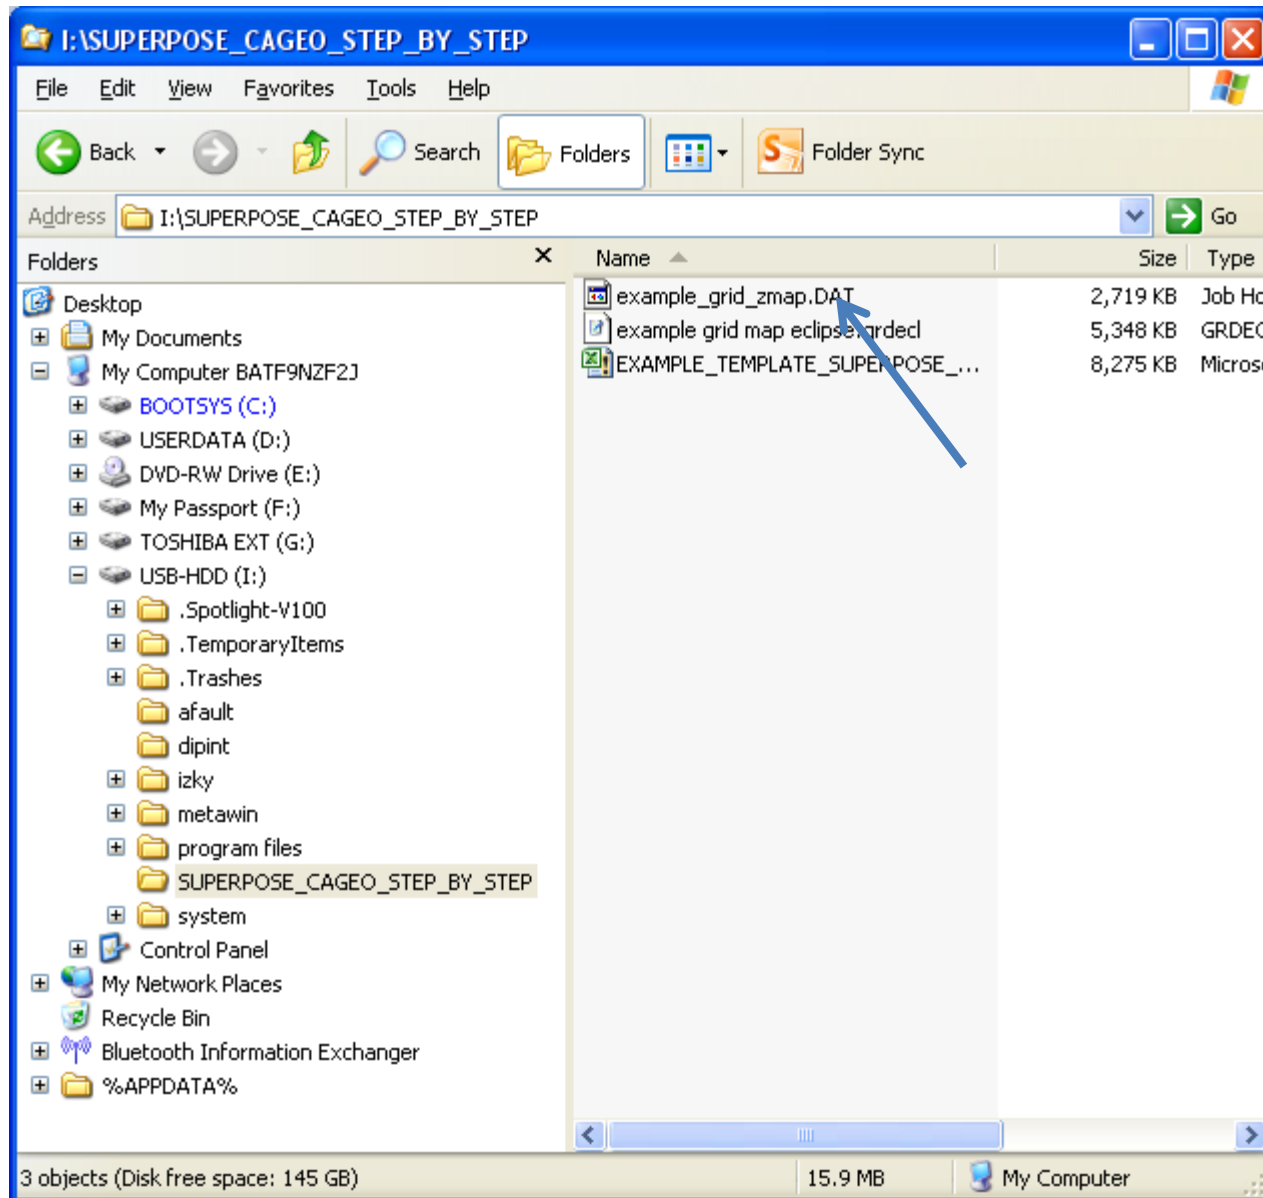 I:\SUPERPOSE_CAGEO_STEP_BY_STEP
File Edit View Favorites Tools Help
Back Search Folders Folder Sync
Address I:\SUPERPOSE_CAGEO_STEP_BY_STEP Go
Folders
Name Size Type
Desktop
My Documents
My Computer BATF9NZF2J
BOOTSYS (C:)
USERDATA (D:)
DVD-RW Drive (E:)
My Passport (F:)
TOSHIBA EXT (G:)
USB-HDD (I:)
.Spotlight-V100
.TemporaryItems
.Trashes
afault
dipint
izky
metawin
program files
SUPERPOSE_CAGEO_STEP_BY_STEP
system
Control Panel
My Network Places
Recycle Bin
Bluetooth Information Exchanger
%APPDATA%
example_grid_zmap.DAT 2,719 KB Job Ho
example grid map eclipse.grdecl 5,348 KB GRDEC
EXAMPLE_TEMPLATE_SUPERPOSE_... 8,275 KB Micros
3 objects (Disk free space: 145 GB) 15.9 MB My Computer